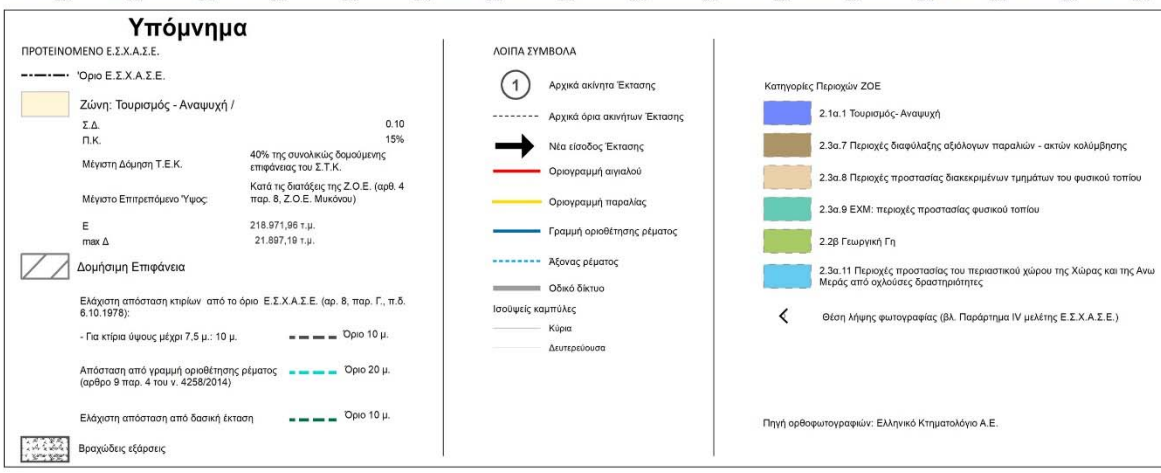 Υπόμνημα
ΠΡΟΤΕΙΝΟΜΕΝΟ Ε.Σ.Χ.Α.Σ.Ε.
Όριο Ε.Σ.Χ.Α.Σ.Ε.
Ζώνη: Τουρισμός - Αναψυχή /
Σ.Δ. 0.10
Π.Κ. 15%
Μέγιστη Δόμηση Τ.Ε.Κ. 40% της συνολικώς δομούμενης
επιφάνειας του Σ.Τ.Κ.
Μέγιστο Επιτρεπόμενο Ύψος: Κατά τις διατάξεις της Ζ.Ο.Ε. (αρθ. 4
παρ. 8, Ζ.Ο.Ε. Μυκόνου)
Ε 218.971,96 τ.μ.
max Δ 21.897,19 τ.μ.
Δομήσιμη Επιφάνεια
Ελάχιστη απόσταση κτιρίων από το όριο Ε.Σ.Χ.Α.Σ.Ε. (αρ. 8, παρ. Γ., π.δ.
6.10.1978):
- Για κτίρια ύψους μέχρι 7,5 μ.: 10 μ. Όριο 10 μ.
Απόσταση από γραμμή οριοθέτησης ρέματος Όριο 20 μ.
(αρθρο 9 παρ. 4 του ν. 4258/2014)
Ελάχιστη απόσταση από δασική έκταση Όριο 10 μ.
Βραχώδεις εξάρσεις
ΛΟΙΠΑ ΣΥΜΒΟΛΑ
1 Αρχικά ακίνητα Έκτασης
Αρχικά όρια ακινήτων Έκτασης
Νέα είσοδος Έκτασης
Οριογραμμή αιγιαλού
Οριογραμμή παραλίας
Γραμμή οριοθέτησης ρέματος
Άξονας ρέματος
Οδικό δίκτυο
Ισοϋψείς καμπύλες
Κύρια
Δευτερεύουσα
Κατηγορίες Περιοχών ΖΟΕ
2.1α.1 Τουρισμός- Αναψυχή
2.3α.7 Περιοχές διαφύλαξης αξιόλογων παραλιών - ακτών κολύμβησης
2.3α.8 Περιοχές προστασίας διακεκριμένων τμημάτων του φυσικού τοπίου
2.3α.9 ΕΧΜ: περιοχές προστασίας φυσικού τοπίου
2.2β Γεωργική Γη
2.3α.11 Περιοχές προστασίας του περιαστικού χώρου της Χώρας και της Ανω
Μεράς από οχλούσες δραστηριότητες
Θέση λήψης φωτογραφίας (βλ. Παράρτημα IV μελέτης Ε.Σ.Χ.Α.Σ.Ε.)
Πηγή ορθοφωτογραφιών: Ελληνικό Κτηματολόγιο Α.Ε.